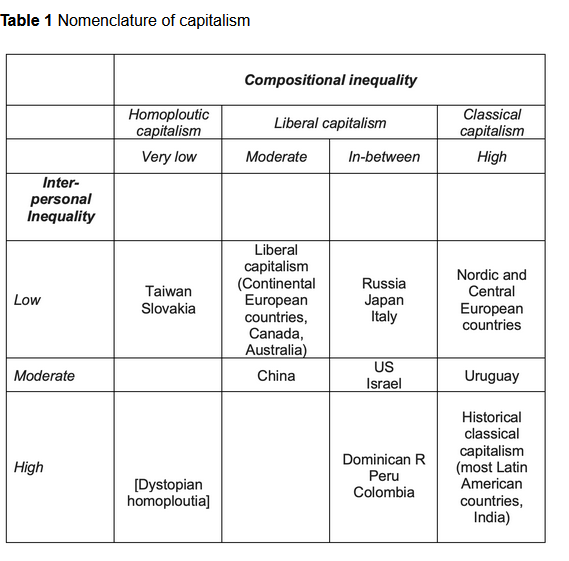 Table 1 Nomenclature of capitalism
Compositional inequality
Homoploutic
capitalism
Liberal capitalism
Classical
capitalism
Very low
Moderate
In-between
High
Inter-
personal
Inequality
Low
Taiwan
Slovakia
Liberal
capitalism
(Continental
European
countries,
Canada,
Australia)
Russia
Japan
Italy
Nordic and
Central
European
countries
Moderate
China
US
Israel
Uruguay
High
[Dystopian
homoploutia]
Dominican R
Peru
Colombia
Historical
classical
capitalism
(most Latin
American
countries,
India)